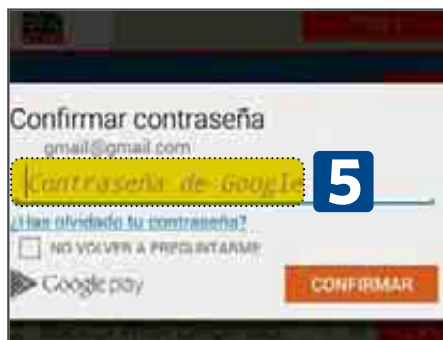 Confirmar contraseña
gmail@gmail.com
Contraseña de Google
5
¿Has olvidado tu contraseña?
NO VOLVER A PREGUNTARME
Google play
CONFIRMAR